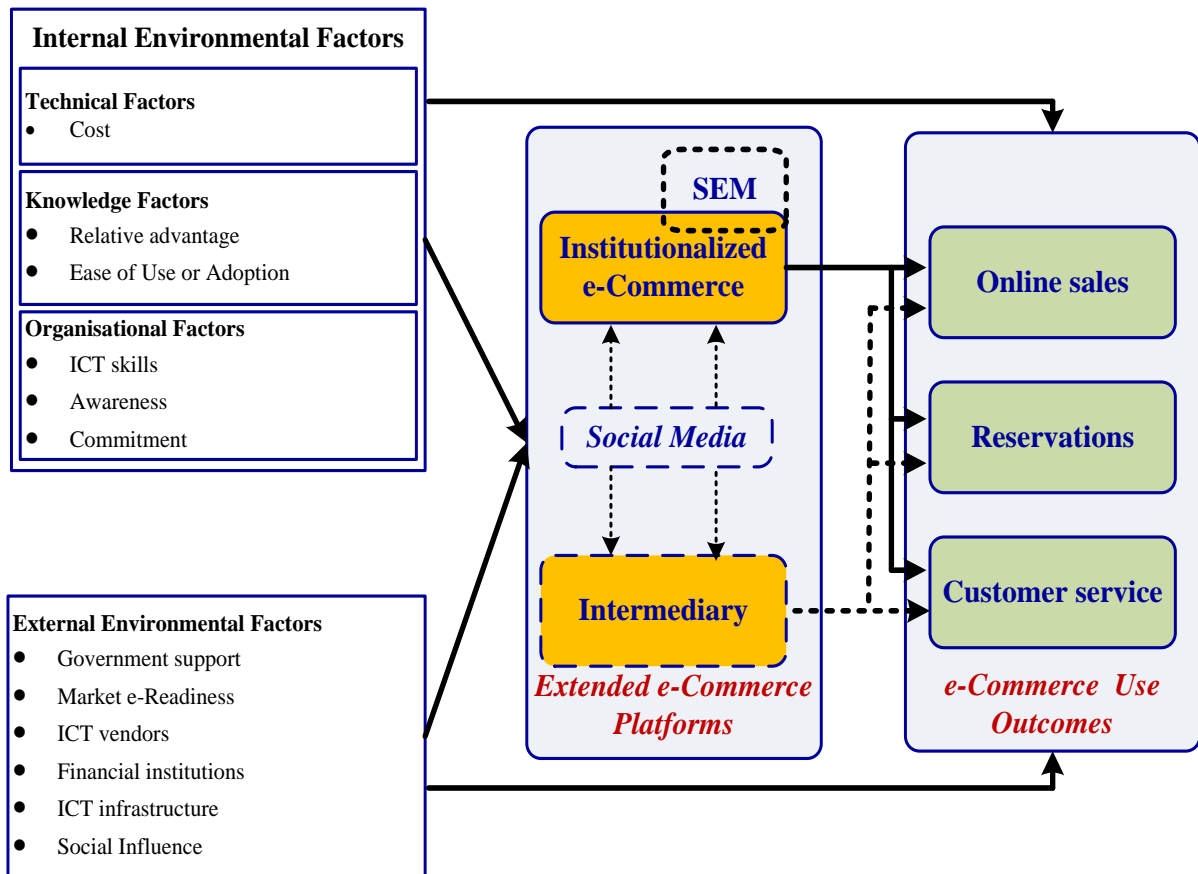 Internal Environmental Factors
Technical Factors
• Cost
Knowledge Factors
• Relative advantage
• Ease of Use or Adoption
Organisational Factors
• ICT skills
• Awareness
• Commitment
External Environmental Factors
• Government support
• Market e-Readiness
• ICT vendors
• Financial institutions
• ICT infrastructure
• Social Influence
SEM
Institutionalized
e-Commerce
Social Media
Intermediary
Extended e-Commerce
Platforms
Online sales
Reservations
Customer service
e-Commerce Use
Outcomes